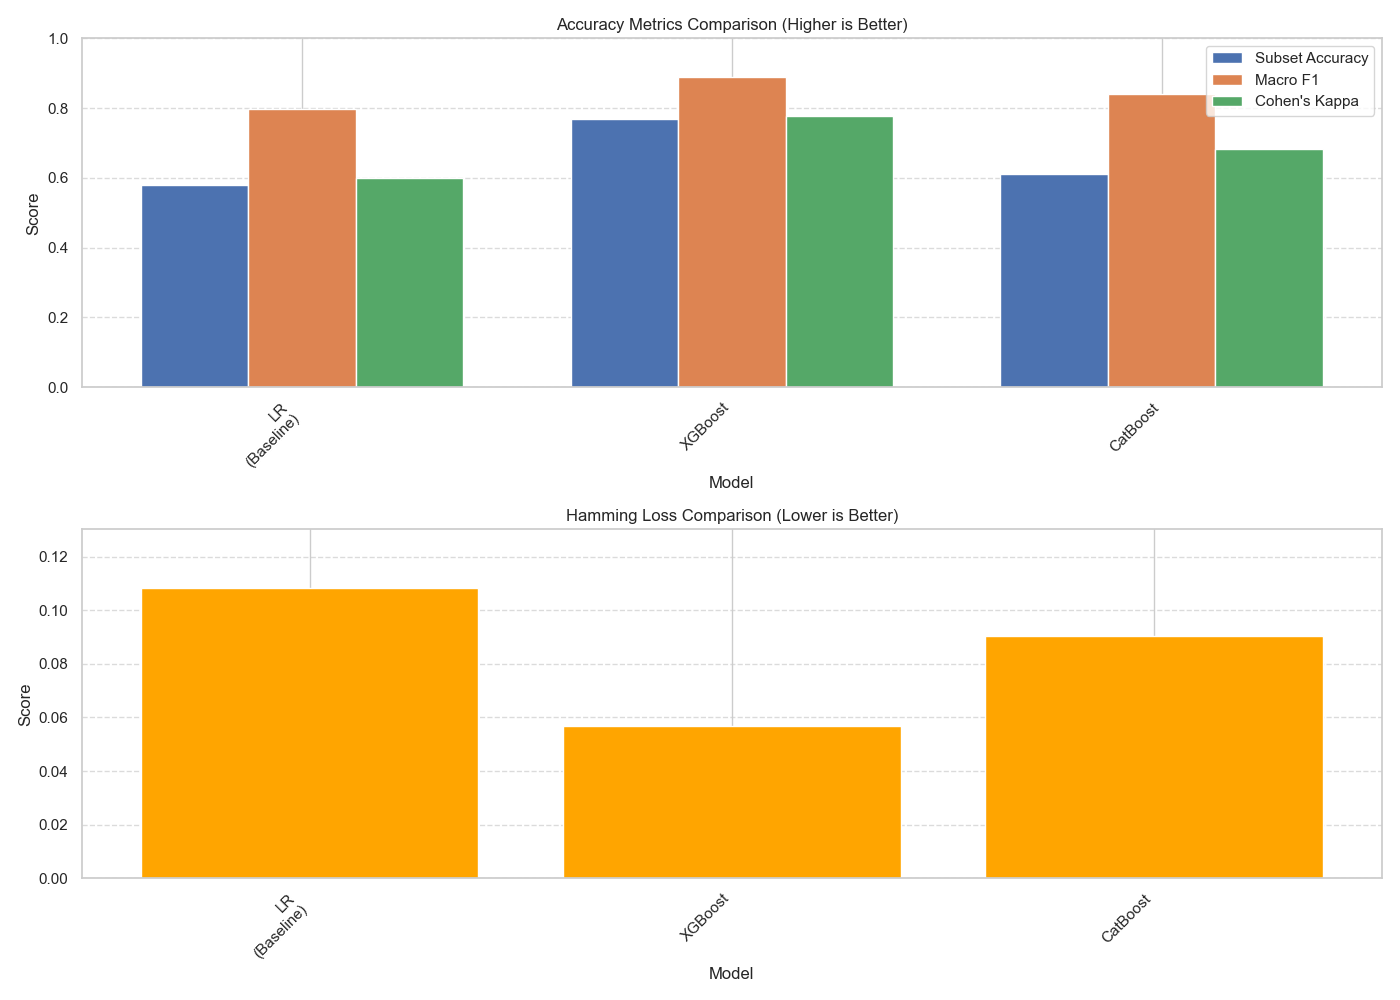 Accuracy Metrics Comparison (Higher is Better)
1.0
0.8
0.6
0.4
0.2
0.0
Score
Subset Accuracy
Macro F1
Cohen's Kappa
LR
(Baseline)
XGBoost
CatBoost
Model
Hamming Loss Comparison (Lower is Better)
0.12
0.10
0.08
0.06
0.04
0.02
0.00
Score
LR
(Baseline)
XGBoost
CatBoost
Model